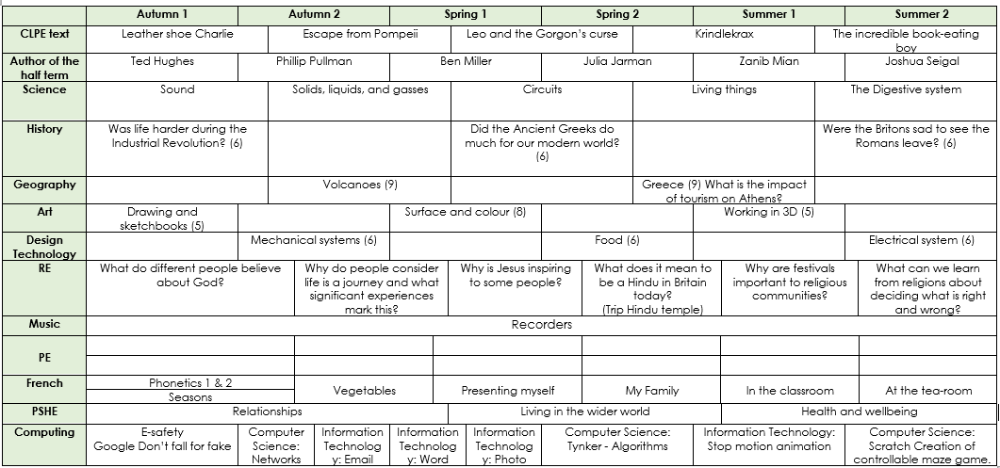 Autumn 1 Autumn 2 Spring 1 Spring 2 Summer 1 Summer 2
CLPE text Leather shoe Charlie Escape from Pompeii Leo and the Gorgon's curse Krindlekrax The incredible book-eating
boy
Author of the Ted Hughes Phillip Pullman Ben Miller Julia Jarman Zanib Mian Joshua Seigal
half term
Science Sound Solids, liquids, and gasses Circuits Living things The Digestive system
History Was life harder during the Did the Ancient Greeks do Were the Britons sad to see the
Industrial Revolution? (6) much for our modern world? Romans leave? (6)
(6)
Geography Volcanoes (9) Greece (9) What is the impact
of tourism on Athens?
Art Drawing and Surface and colour (8) Working in 3D (5)
sketchbooks (5)
Design Mechanical systems (6) Food (6) Electrical system (6)
Technology
RE What do different people believe Why do people consider Why is Jesus inspiring What does it mean to Why are festivals What can we learn
about God? life is a journey and what to some people? be a Hindu in Britain important to religious from religions about
significant experiences today? communities? deciding what is right
mark this? (Trip Hindu temple) and wrong?
Music Recorders
PE
French Phonetics 1 & 2 Vegetables Presenting myself My Family In the classroom At the tea-room
Seasons
PSHE Relationships Living in the wider world Health and wellbeing
Computing E-safety Computer Information Information Information Computer Science: Information Technology: Computer Science:
Google Don't fall for fake Science: Technolog Technolog Technolog Tynker - Algorithms Stop motion animation Scratch Creation of
Networks y: Email y: Word y: Photo controllable maze game.